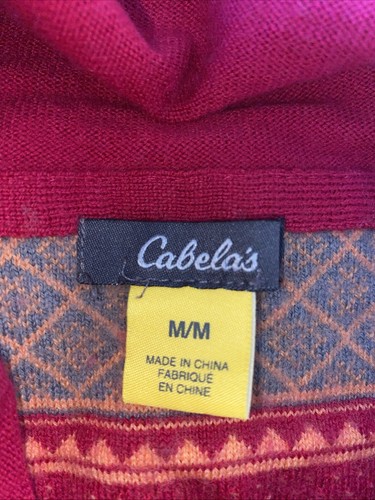 Cabela's
M/M
MADE IN CHINA
FABRIQUE
EN CHINE